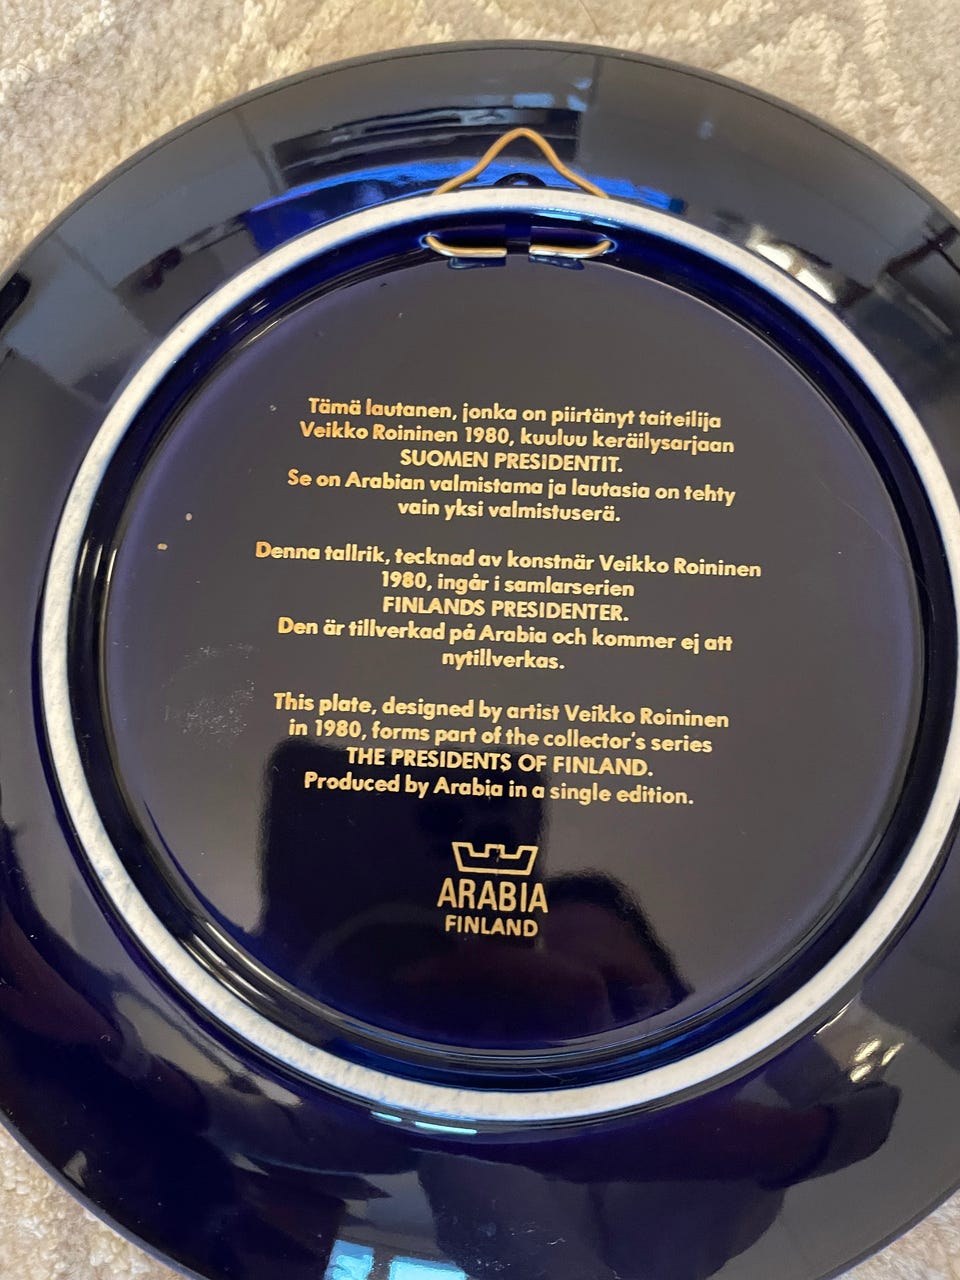 Tämä lautanen, jonka on piirtänyt taiteilija
Veikko Roininen 1980, kuuluu keräilysarjaan
SUOMEN PRESIDENTIT.
Se on Arabian valmistama ja lautasia on tehty
vain yksi valmistuserä.
Denna tallrik, tecknad av konstnär Veikko Roininen
1980, ingår i samlarserien
FINLANDS PRESIDENTER.
Den är tillverkad på Arabia och kommer ej att
nytillverkas.
This plate, designed by artist Veikko Roininen
in 1980, forms part of the collector's series
THE PRESIDENTS OF FINLAND.
Produced by Arabia in a single edition.
ARABIA
FINLAND